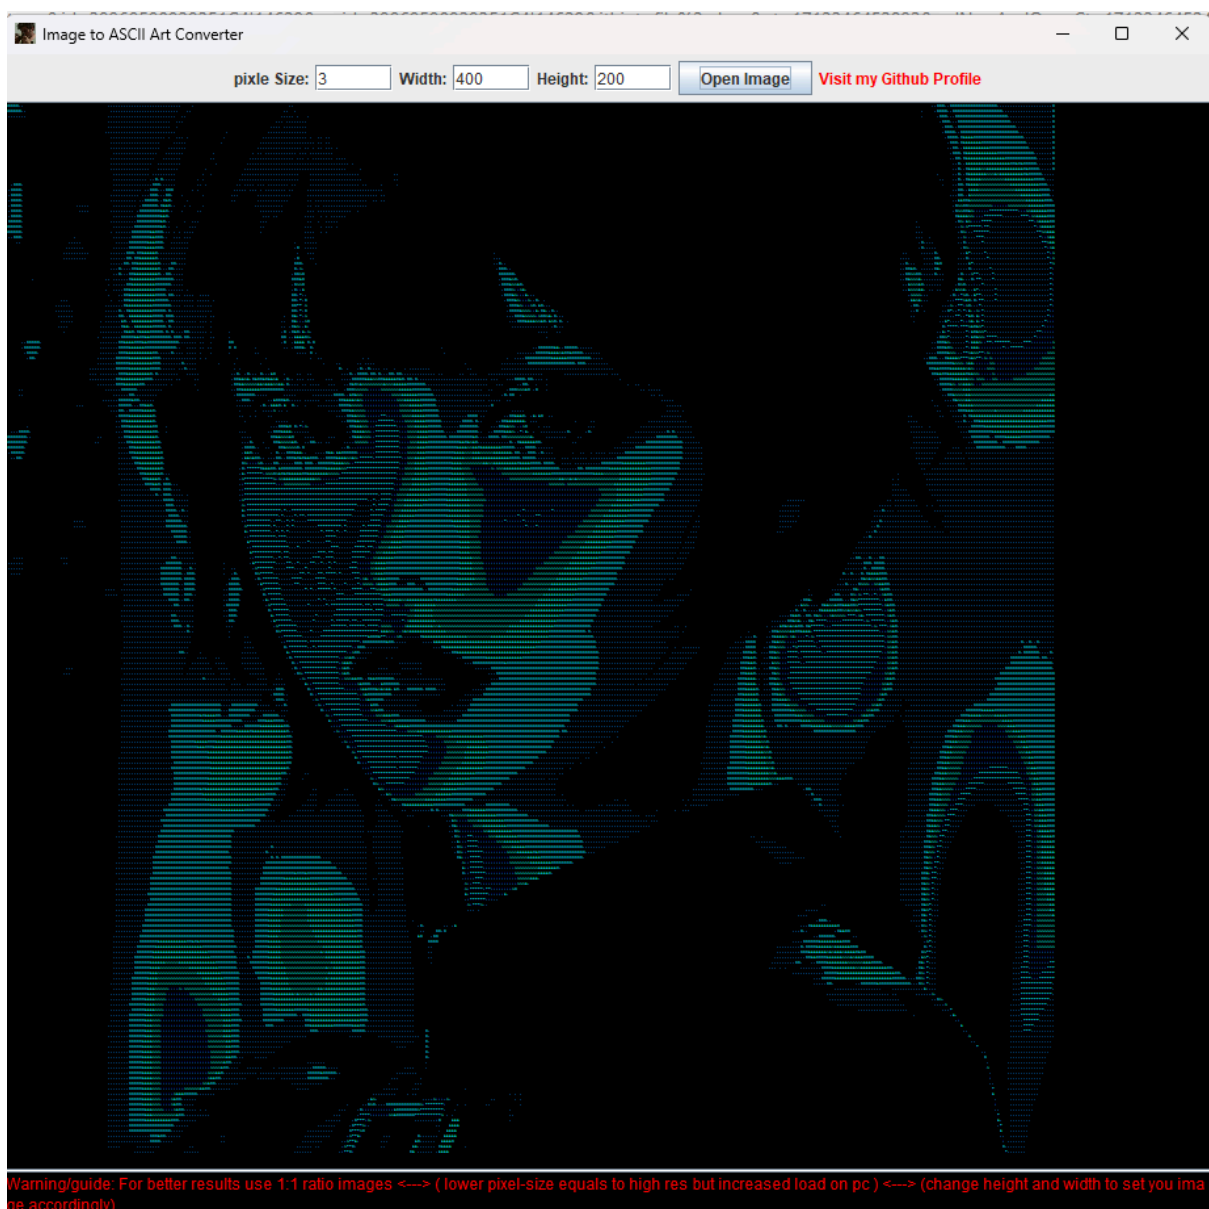 Image to ASCII Art Converter
pixle Size: 3 Width: 400 Height: 200 Open Image Visit my Github Profile
Warning/guide: For better results use 1:1 ratio images <---> ( lower pixel-size equals to high res but increased load on pc ) <---> (change height and width to set you ima
ge accordingly)